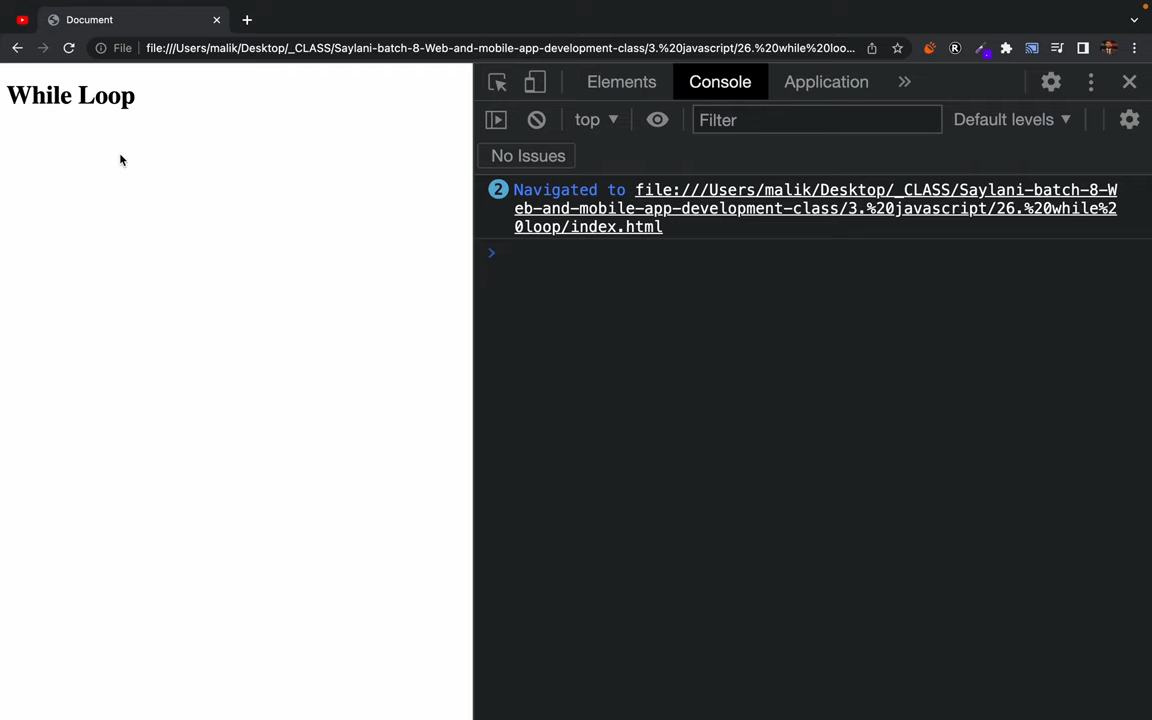 Document
File
file:///Users/malik/Desktop/_CLASS/Saylani-batch-8-Web-and-mobile-app-development-class/3.%20javascript/26.%20while%20loo...
While Loop
Elements
Console
Application
top
Filter
Default levels
No Issues
2 Navigated to file:///Users/malik/Desktop/_CLASS/Saylani-batch-8-W
eb-and-mobile-app-development-class/3.%20javascript/26.%20while%2
0loop/index.html